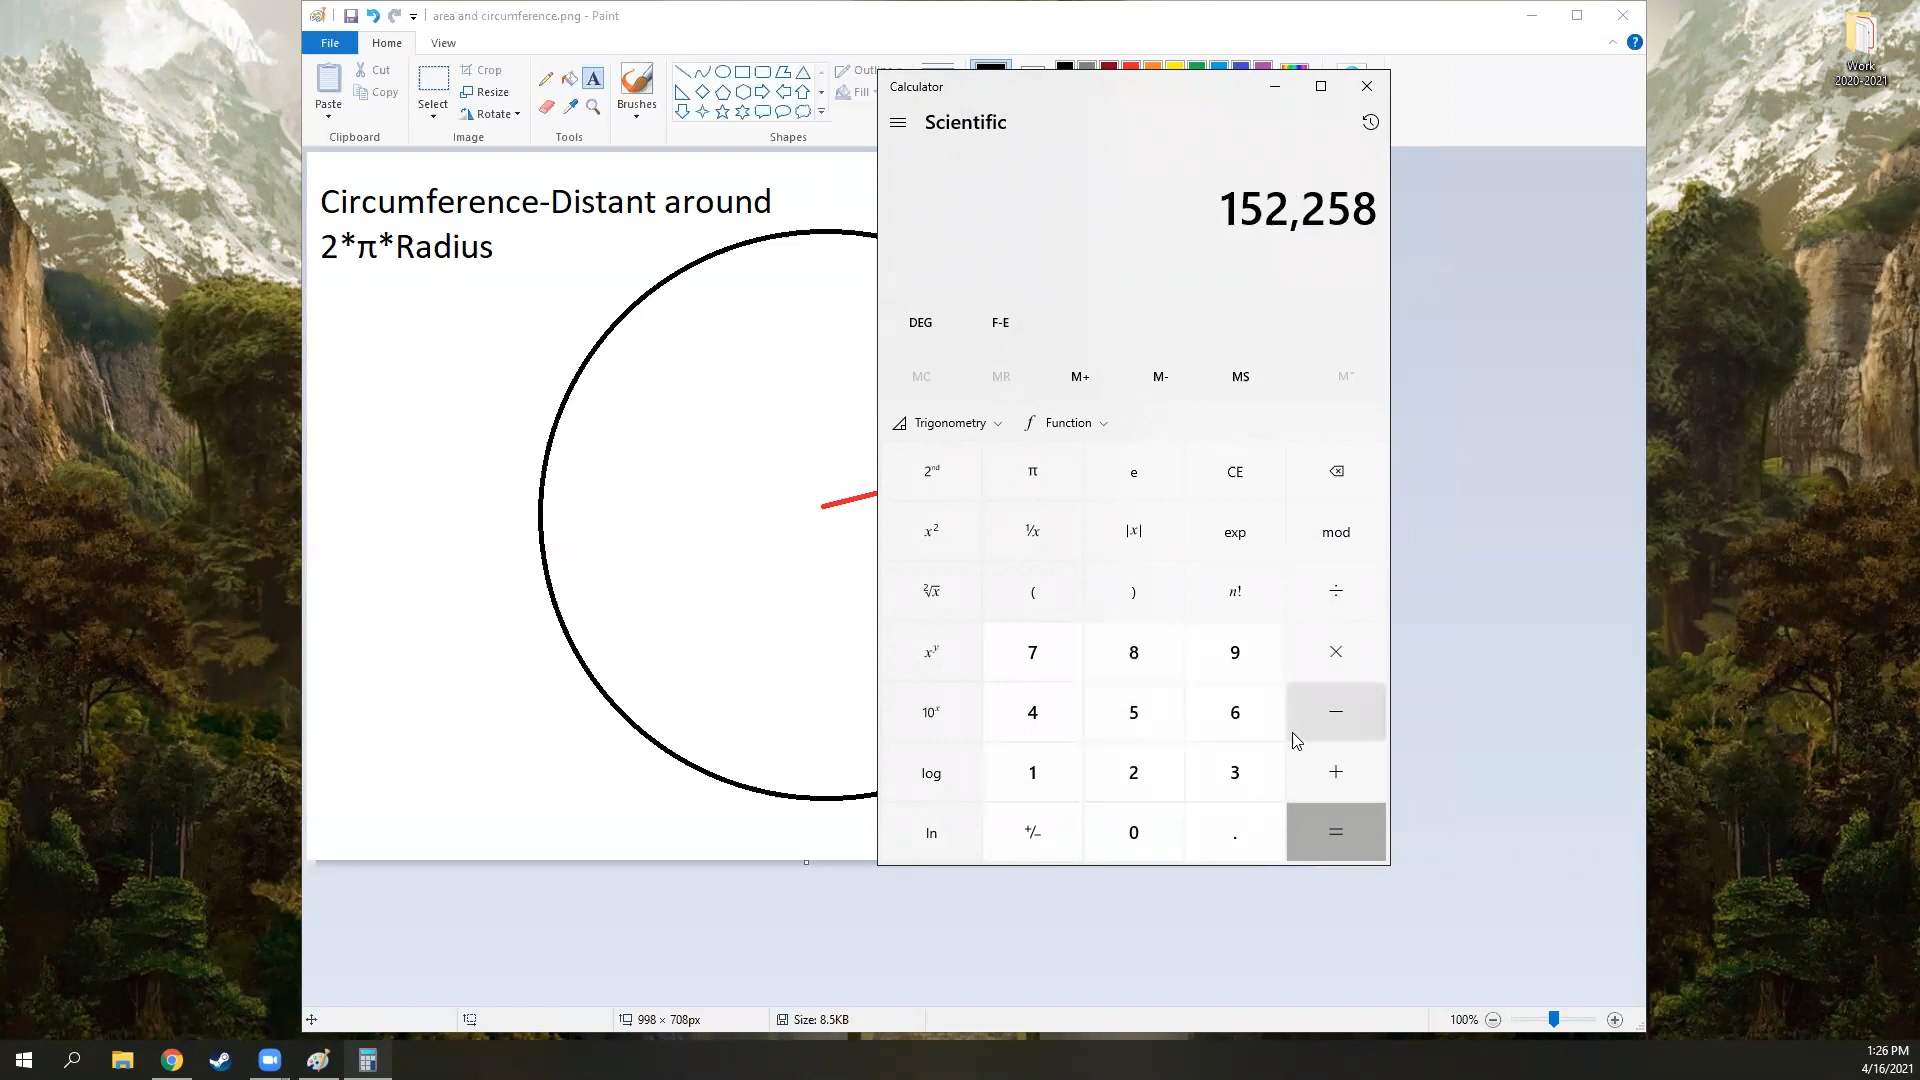 area and circumference.png - Paint
File Home View
Paste
Cut
Copy
Clipboard
Select
Crop
Resize
Rotate
Image
A
Tools
Brushes
Outline
Fill
Shapes
Circumference-Distant around
2*π*Radius
Calculator
Scientific
152,258
DEG F-E
MC MR M+ M- MS M˅
Trigonometry f Function
2ⁿᵈ π e CE
x² ¹/x |x| exp mod
²√x ( ) n! ÷
xʸ 7 8 9 ×
10ˣ 4 5 6 −
log 1 2 3 +
ln +/− 0 . =
998 × 708px
Size: 8.5KB
100%
Work
2020-2021
1:26 PM
4/16/2021